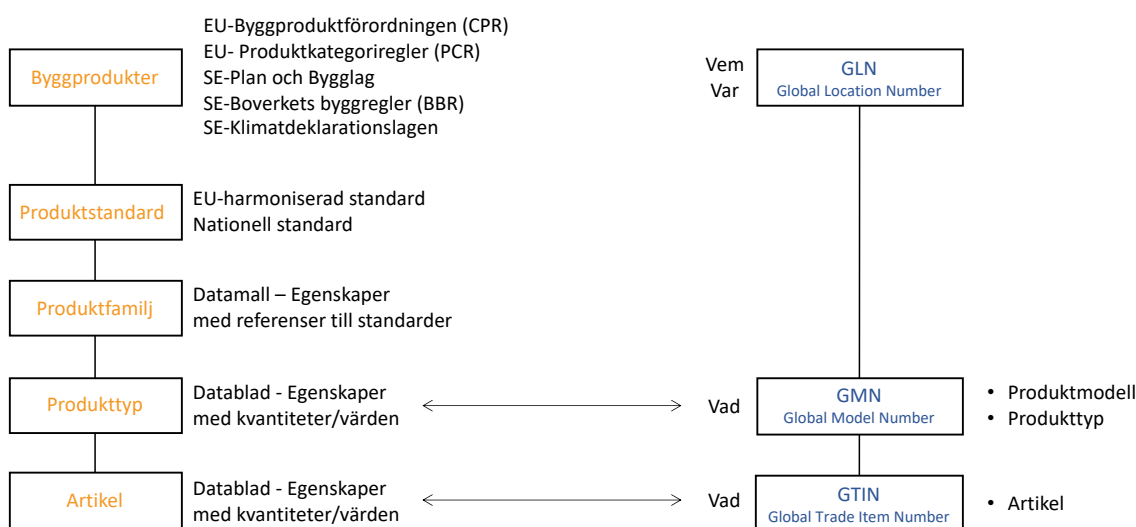 EU-Byggproduktförordningen (CPR)
EU- Produktkategoriregler (PCR)
SE-Plan och Bygglag
SE-Boverkets byggregler (BBR)
SE-Klimatdeklarationslagen
Byggprodukter
Vem
Var
GLN
Global Location Number
Produktstandard
EU-harmoniserad standard
Nationell standard
Produktfamilj
Datamall – Egenskaper
med referenser till standarder
Produkttyp
Datablad - Egenskaper
med kvantiteter/värden
Vad
GMN
Global Model Number
• Produktmodell
• Produkttyp
Artikel
Datablad - Egenskaper
med kvantiteter/värden
Vad
GTIN
Global Trade Item Number
• Artikel